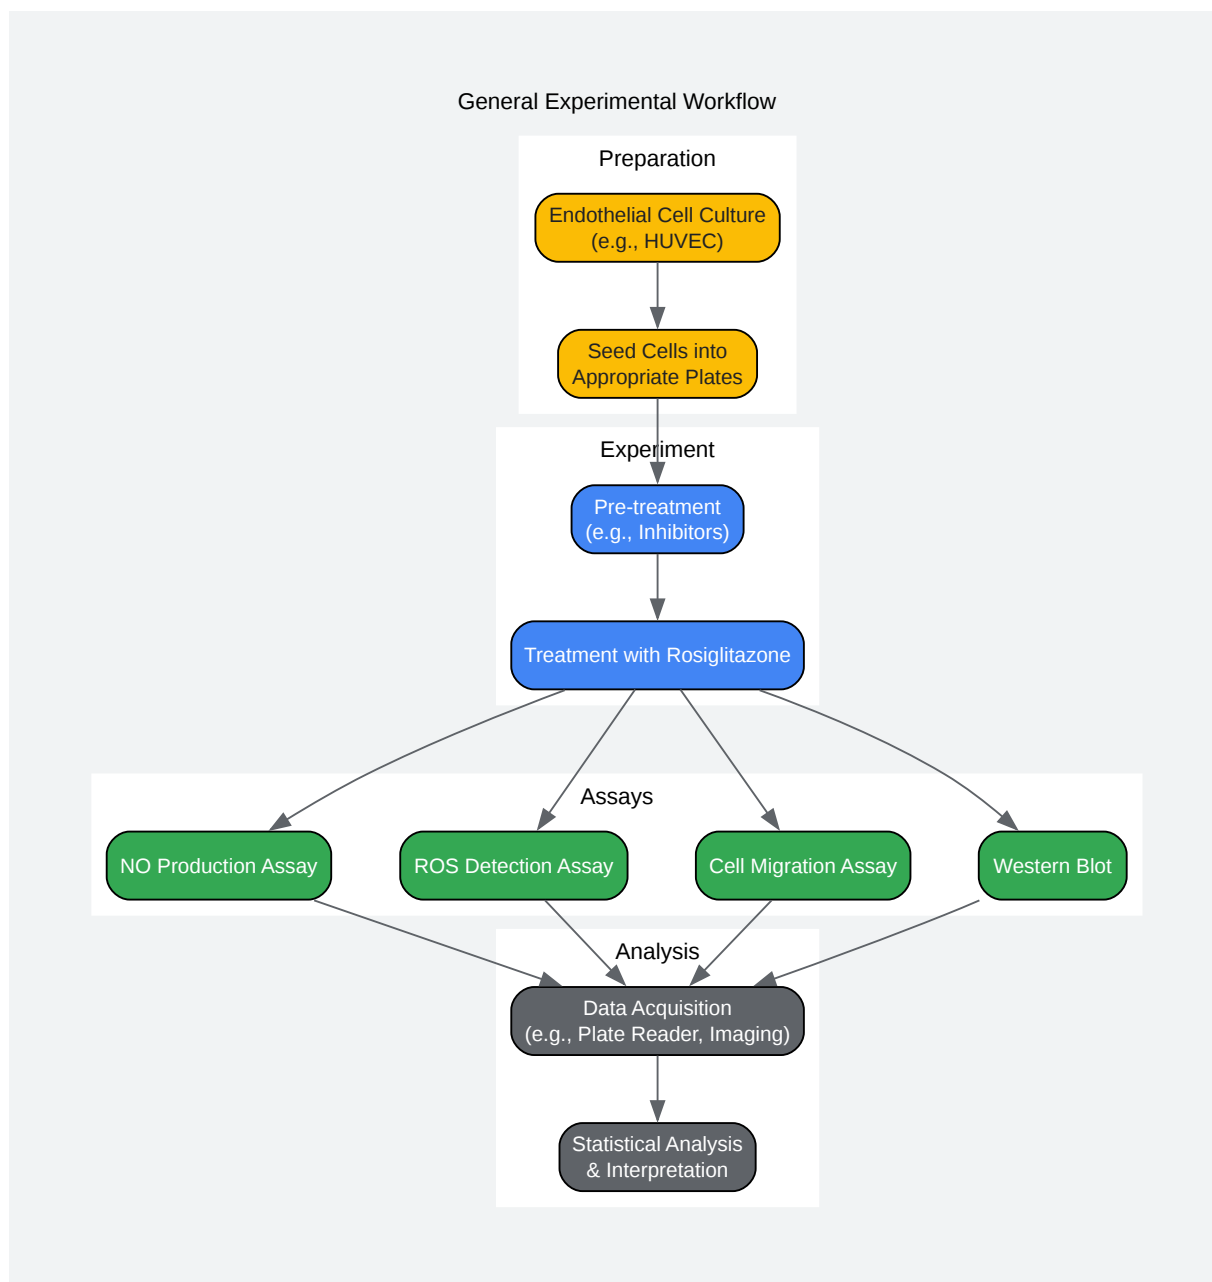 General Experimental Workflow
Preparation
Endothelial Cell Culture
(e.g., HUVEC)
Seed Cells into
Appropriate Plates
Experiment
Pre-treatment
(e.g., Inhibitors)
Treatment with Rosiglitazone
Assays
NO Production Assay
ROS Detection Assay
Cell Migration Assay
Western Blot
Analysis
Data Acquisition
(e.g., Plate Reader, Imaging)
Statistical Analysis
& Interpretation